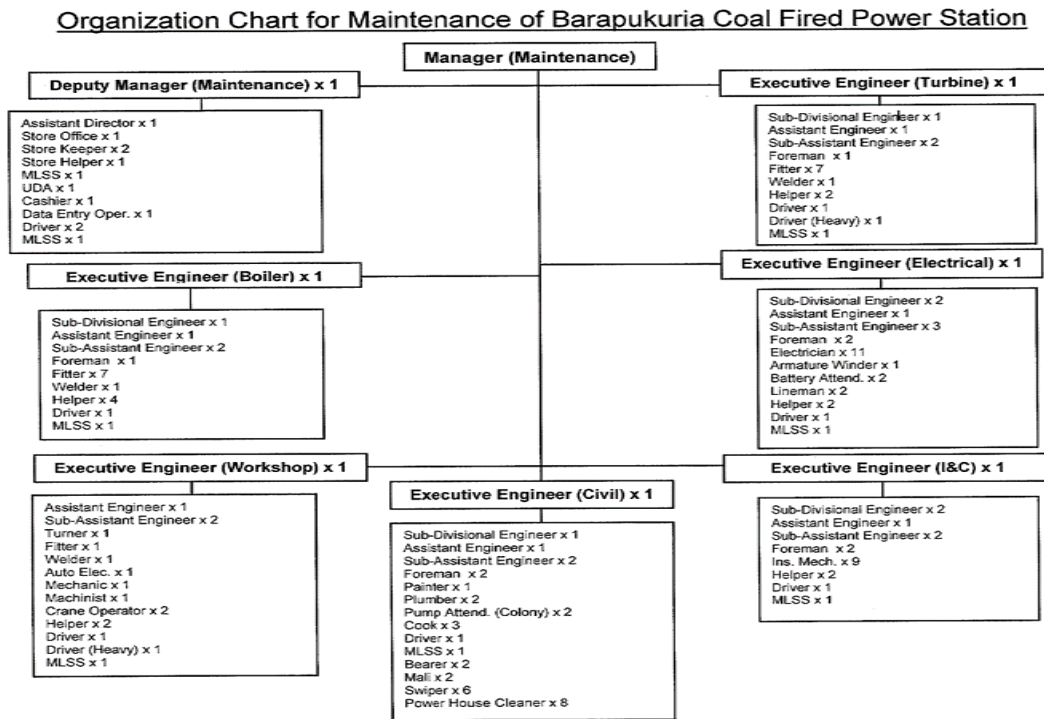 Organization Chart for Maintenance of Barapukuria Coal Fired Power Station
Manager (Maintenance)
Deputy Manager (Maintenance) x 1
Assistant Director x 1
Store Office x 1
Store Keeper x 2
Store Helper x 1
MLSS x 1
UDA x 1
Cashier x 1
Data Entry Oper. x 1
Driver x 2
MLSS x 1
Executive Engineer (Turbine) x 1
Sub-Divisional Engineer x 1
Assistant Engineer x 1
Sub-Assistant Engineer x 2
Foreman x 1
Fitter x 7
Welder x 1
Helper x 2
Driver x 1
Driver (Heavy) x 1
MLSS x 1
Executive Engineer (Boiler) x 1
Sub-Divisional Engineer x 1
Assistant Engineer x 1
Sub-Assistant Engineer x 2
Foreman x 1
Fitter x 7
Welder x 1
Helper x 4
Driver x 1
MLSS x 1
Executive Engineer (Electrical) x 1
Sub-Divisional Engineer x 2
Assistant Engineer x 1
Sub-Assistant Engineer x 3
Foreman x 2
Electrician x 11
Armature Winder x 1
Battery Attend. x 2
Lineman x 2
Helper x 2
Driver x 1
MLSS x 1
Executive Engineer (Workshop) x 1
Assistant Engineer x 1
Sub-Assistant Engineer x 2
Turner x 1
Fitter x 1
Welder x 1
Auto Elec. x 1
Mechanic x 1
Machinist x 1
Crane Operator x 2
Helper x 2
Driver x 1
Driver (Heavy) x 1
MLSS x 1
Executive Engineer (Civil) x 1
Sub-Divisional Engineer x 1
Assistant Engineer x 1
Sub-Assistant Engineer x 2
Foreman x 2
Painter x 1
Plumber x 2
Pump Attend. (Colony) x 2
Cook x 3
Driver x 1
MLSS x 1
Bearer x 2
Mali x 2
Swiper x 6
Power House Cleaner x 8
Executive Engineer (I&C) x 1
Sub-Divisional Engineer x 2
Assistant Engineer x 1
Sub-Assistant Engineer x 2
Foreman x 2
Ins. Mech. x 9
Helper x 2
Driver x 1
MLSS x 1